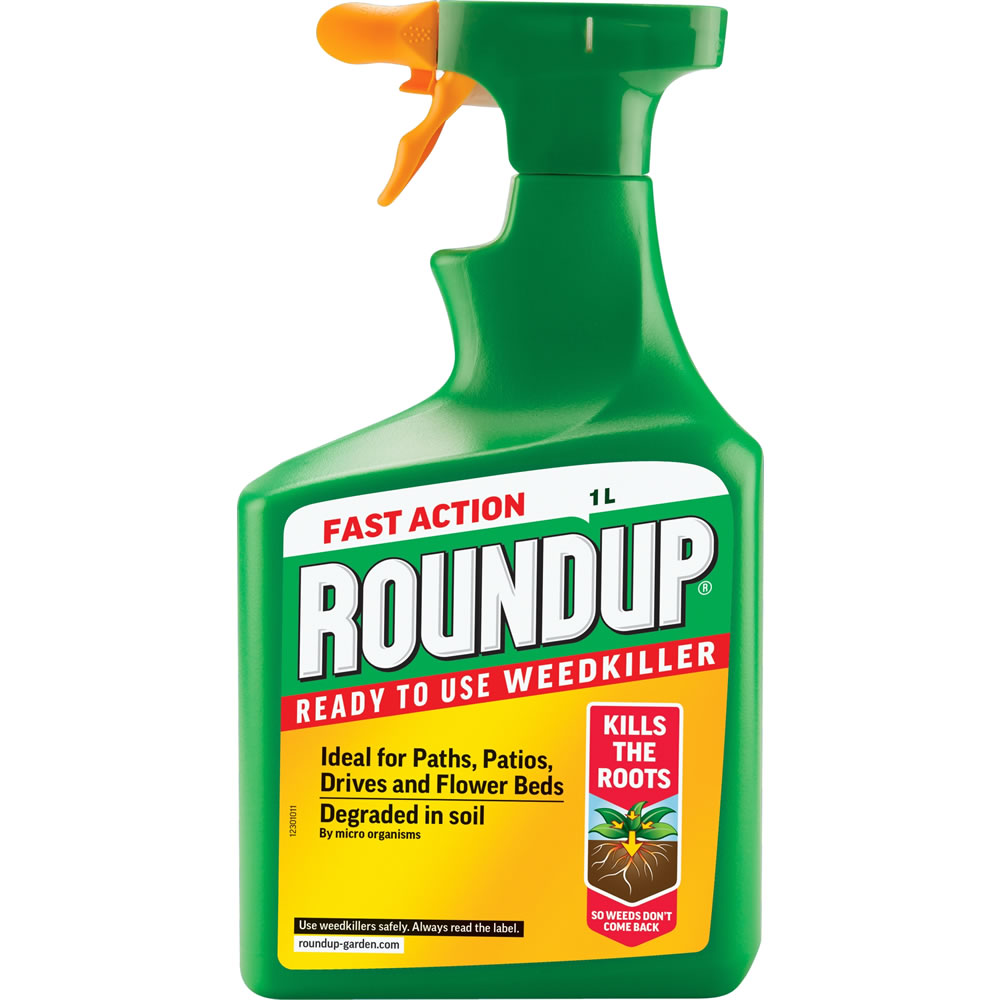 FAST ACTION
1 L
ROUNDUP®
READY TO USE WEEDKILLER
Ideal for Paths, Patios,
Drives and Flower Beds
Degraded in soil
By micro organisms
KILLS
THE
ROOTS
SO WEEDS DON'T
COME BACK
12301011
Use weedkillers safely. Always read the label.
roundup-garden.com